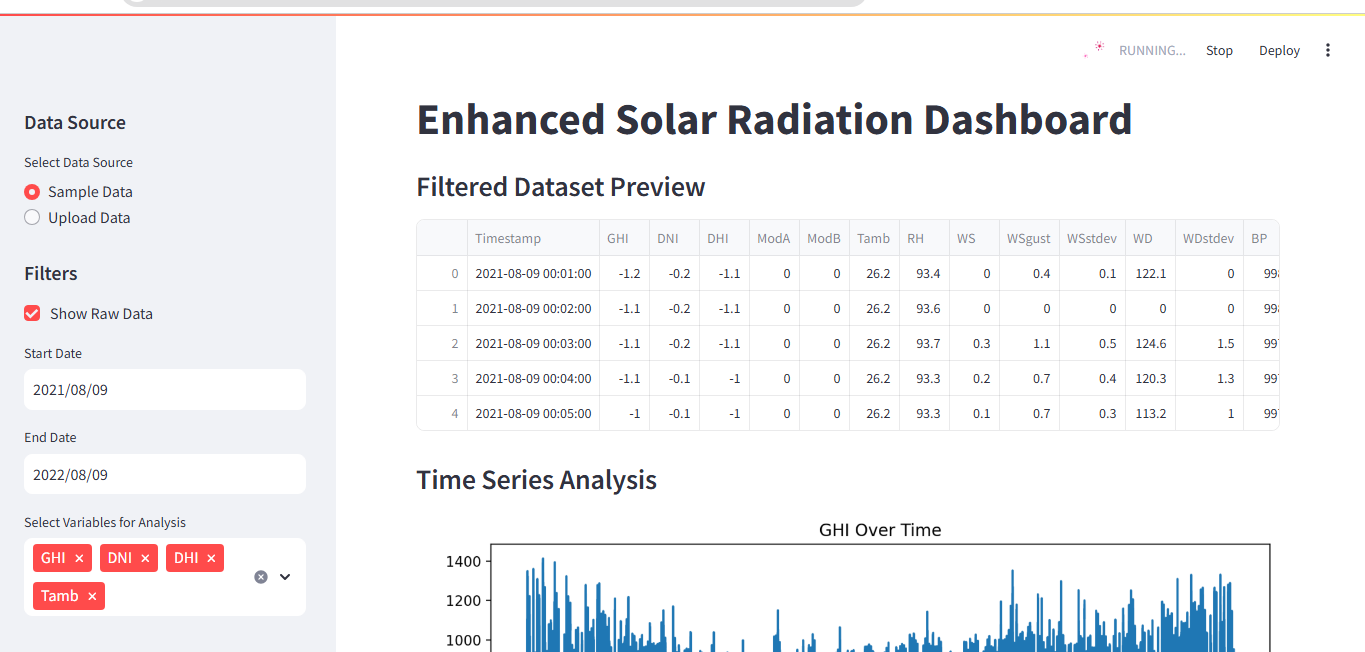 RUNNING... Stop Deploy
Data Source
Select Data Source
Sample Data
Upload Data
Filters
Show Raw Data
Start Date
2021/08/09
End Date
2022/08/09
Select Variables for Analysis
GHI × DNI × DHI ×
Tamb ×
Enhanced Solar Radiation Dashboard
Filtered Dataset Preview
Timestamp GHI DNI DHI ModA ModB Tamb RH WS WSgust WSstdev WD WDstdev BP
0 2021-08-09 00:01:00 -1.2 -0.2 -1.1 0 0 26.2 93.4 0 0.4 0.1 122.1 0
1 2021-08-09 00:02:00 -1.1 -0.2 -1.1 0 0 26.2 93.6 0 0 0 0 0
2 2021-08-09 00:03:00 -1.1 -0.2 -1.1 0 0 26.2 93.7 0.3 1.1 0.5 124.6 1.5
3 2021-08-09 00:04:00 -1.1 -0.1 -1 0 0 26.2 93.3 0.2 0.7 0.4 120.3 1.3
4 2021-08-09 00:05:00 -1 -0.1 -1 0 0 26.2 93.3 0.1 0.7 0.3 113.2 1
Time Series Analysis
GHI Over Time
1400
1200
1000